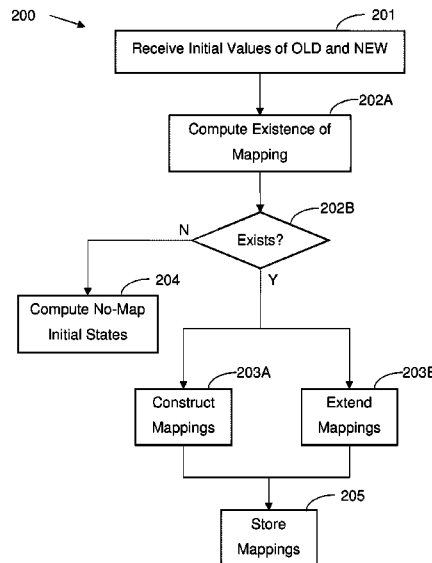 200
201
Receive Initial Values of OLD and NEW
202A
Compute Existence of
Mapping
202B
N
Exists?
Y
204
Compute No-Map
Initial States
203A
Construct
Mappings
203B
Extend
Mappings
205
Store
Mappings